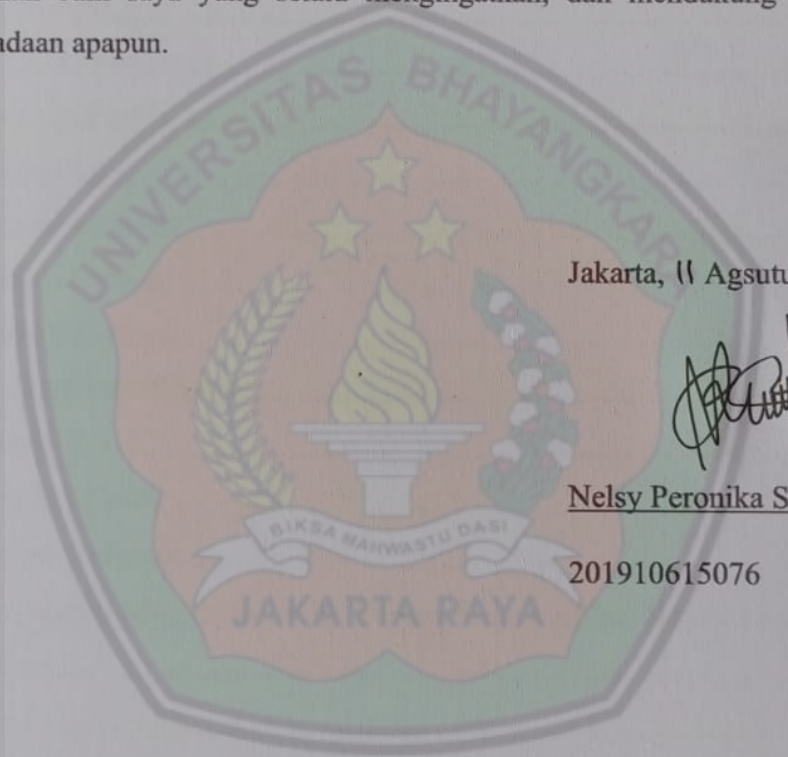 adaan apapun.
UNIVERSITAS BHAYANGKARA
Jakarta, 11 Agsutu
BIKSA MAHWASTU DASI
Nelsy Peronika S
201910615076
JAKARTA RAYA